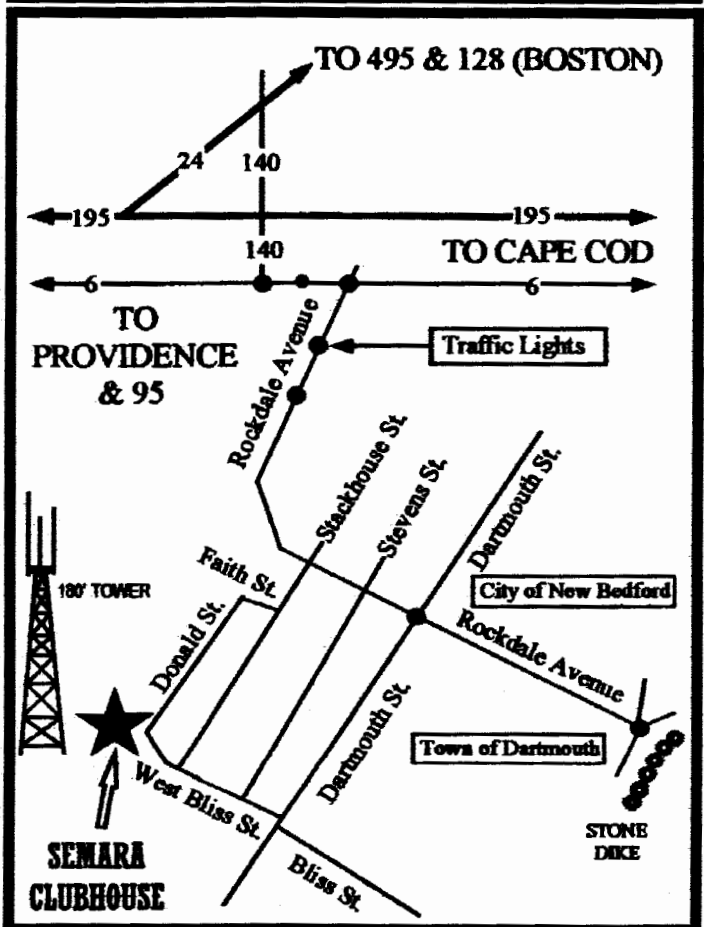 TO 495 & 128 (BOSTON)
24
140
195
195
140
TO CAPE COD
6
6
TO
PROVIDENCE
& 95
Rockdale Avenue
Traffic Lights
Stackhouse St.
Stevens St.
Dartmouth St.
Faith St.
180' TOWER
City of New Bedford
Donald St.
Rockdale Avenue
Dartmouth St.
Town of Dartmouth
West Bliss St.
STONE
DIKE
SEMARA
CLUBHOUSE
Bliss St.